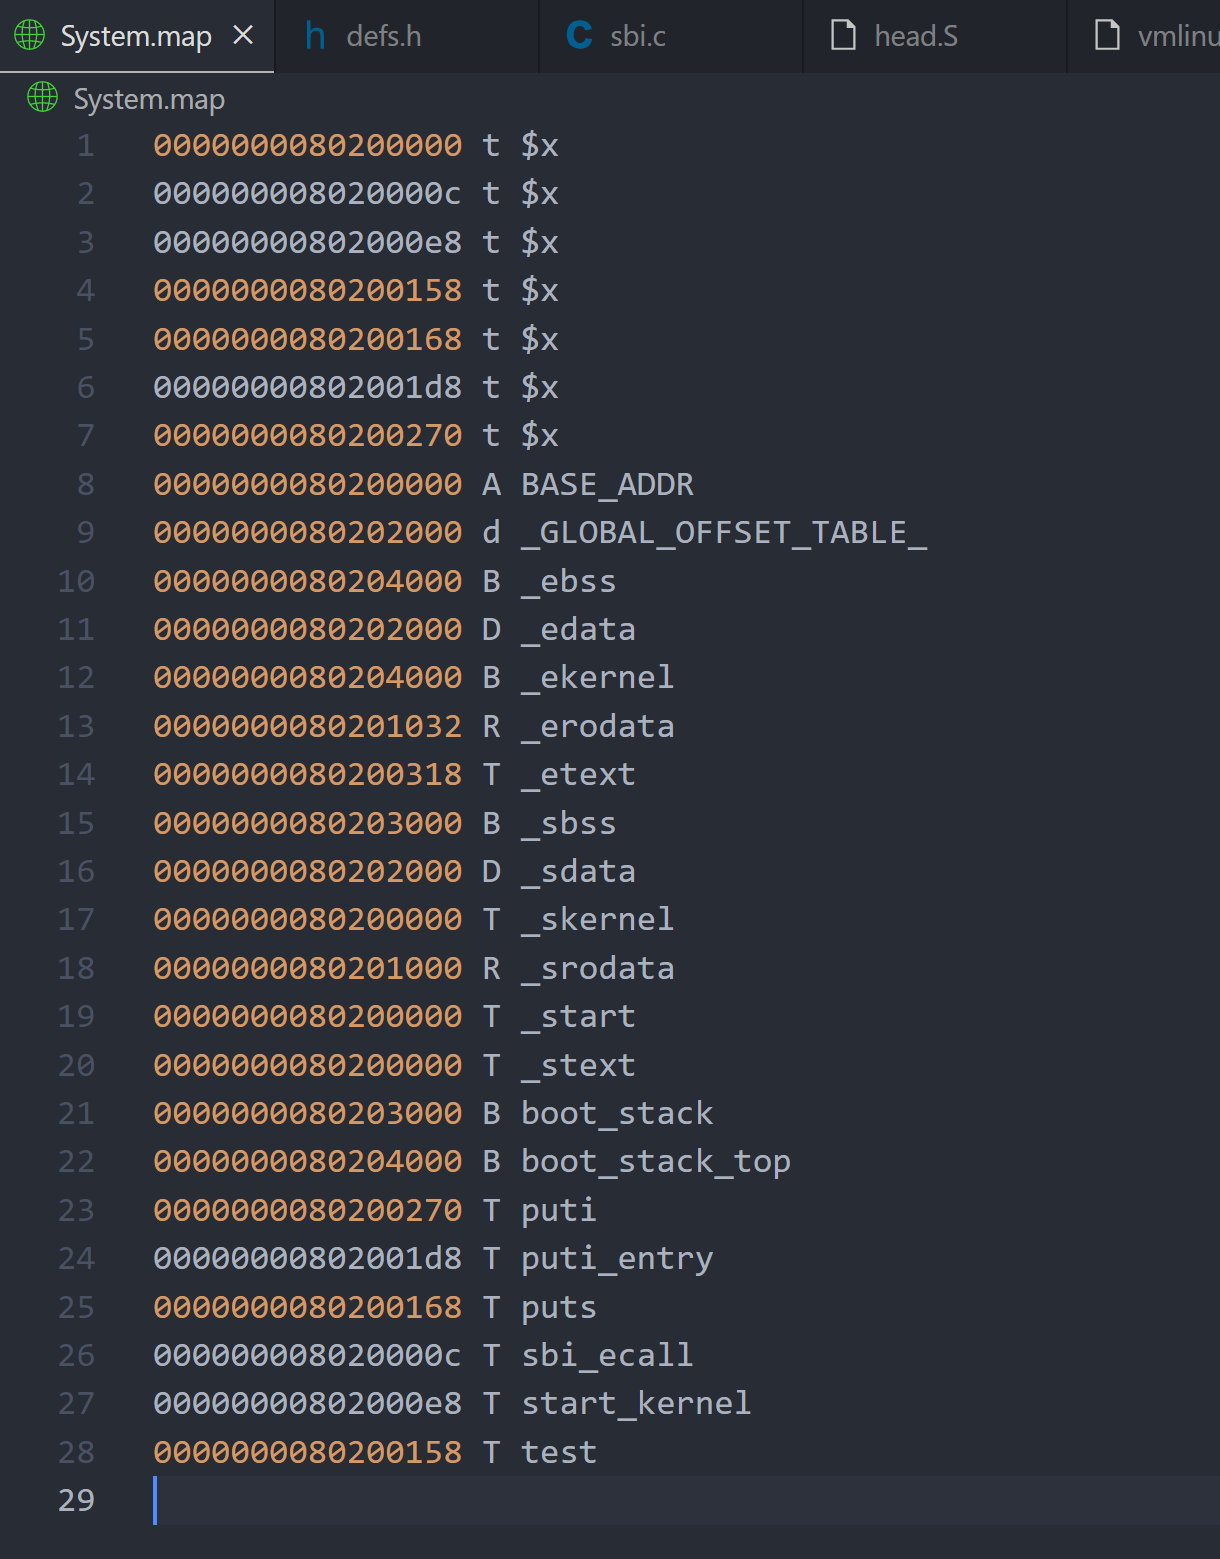 System.map × h defs.h C sbi.c head.S vmlinu
System.map
1 0000000080200000 t $x
2 000000008020000c t $x
3 00000000802000e8 t $x
4 0000000080200158 t $x
5 0000000080200168 t $x
6 00000000802001d8 t $x
7 0000000080200270 t $x
8 0000000080200000 A BASE_ADDR
9 0000000080202000 d _GLOBAL_OFFSET_TABLE_
10 0000000080204000 B _ebss
11 0000000080202000 D _edata
12 0000000080204000 B _ekernel
13 0000000080201032 R _erodata
14 0000000080200318 T _etext
15 0000000080203000 B _sbss
16 0000000080202000 D _sdata
17 0000000080200000 T _skernel
18 0000000080201000 R _srodata
19 0000000080200000 T _start
20 0000000080200000 T _stext
21 0000000080203000 B boot_stack
22 0000000080204000 B boot_stack_top
23 0000000080200270 T puti
24 00000000802001d8 T puti_entry
25 0000000080200168 T puts
26 000000008020000c T sbi_ecall
27 00000000802000e8 T start_kernel
28 0000000080200158 T test
29